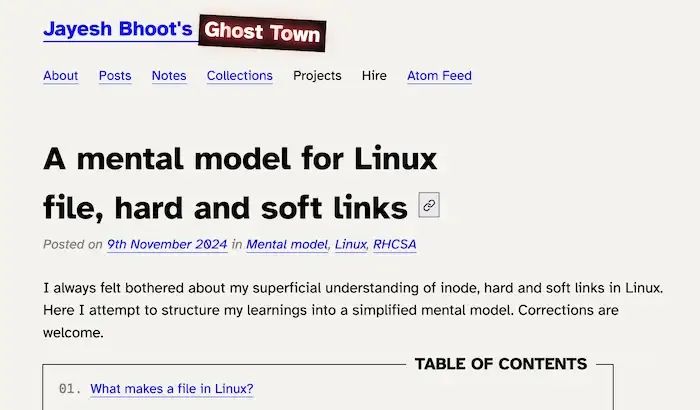 Jayesh Bhoot's Ghost Town
About Posts Notes Collections Projects Hire Atom Feed
A mental model for Linux
file, hard and soft links
Posted on 9th November 2024 in Mental model, Linux, RHCSA
I always felt bothered about my superficial understanding of inode, hard and soft links in Linux.
Here I attempt to structure my learnings into a simplified mental model. Corrections are
welcome.
TABLE OF CONTENTS
01. What makes a file in Linux?